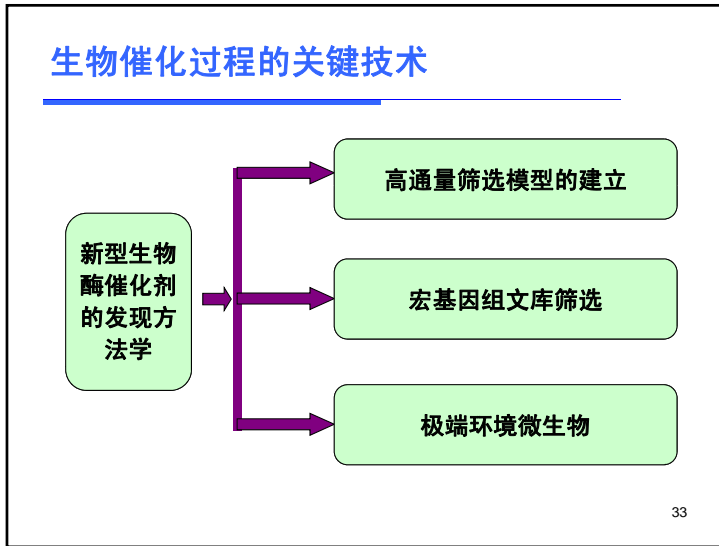 生物催化过程的关键技术
高通量筛选模型的建立
新型生物
酶催化剂
的发现方
法学
宏基因组文库筛选
极端环境微生物
33